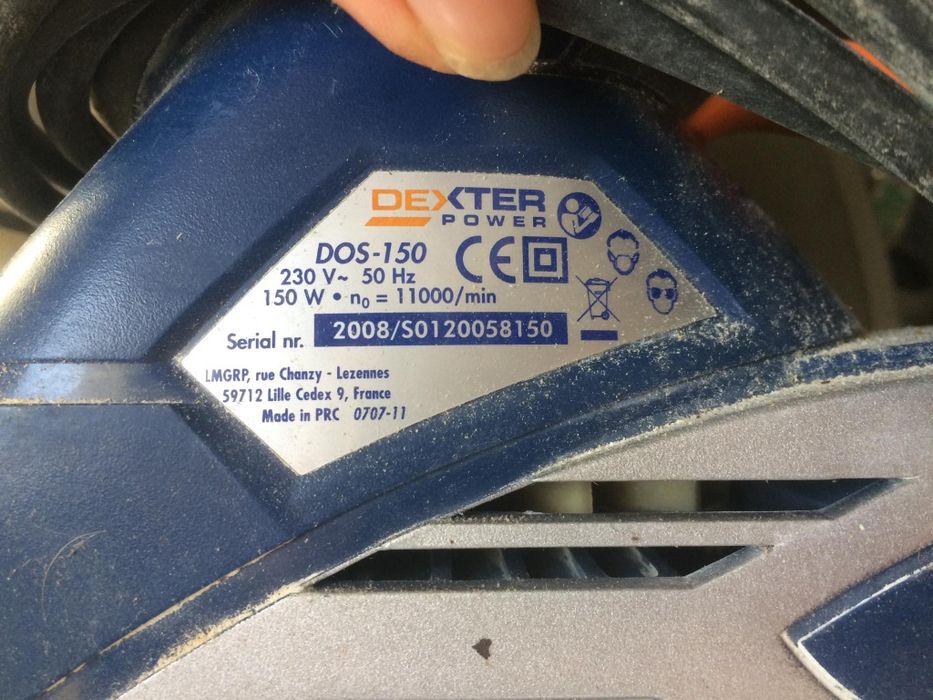 DEXTER
POWER
DOS-150
230 V~ 50 Hz
150 W • n₀ = 11000/min
Serial nr. 2008/S0120058150
LMGRP, rue Chanzy - Lezennes
59712 Lille Cedex 9, France
Made in PRC 0707-11
CE